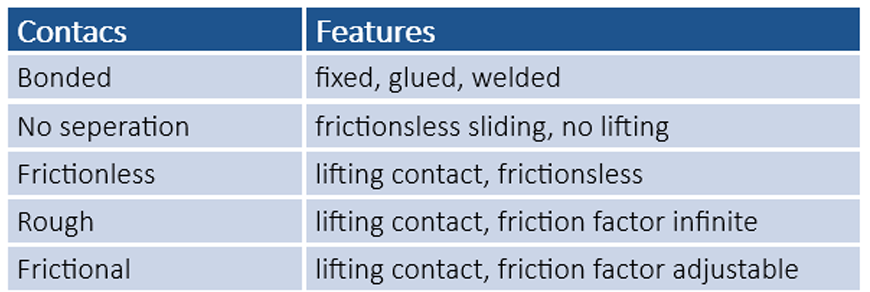 Contacs Features
Bonded fixed, glued, welded
No seperation frictionsless sliding, no lifting
Frictionless lifting contact, frictionsless
Rough lifting contact, friction factor infinite
Frictional lifting contact, friction factor adjustable